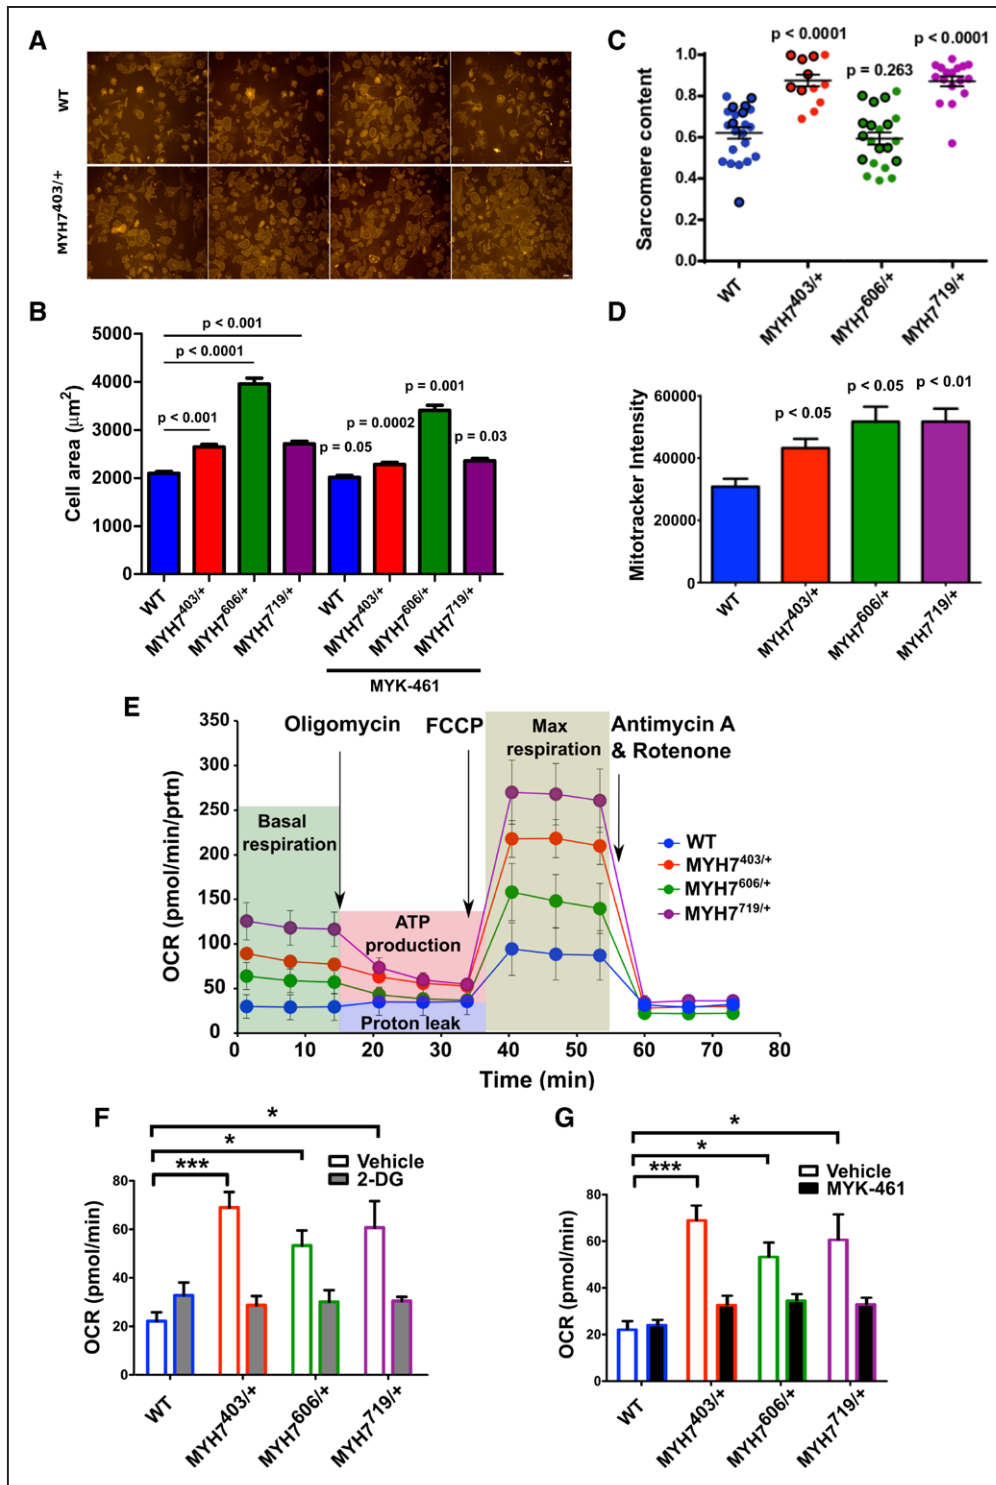 A
WT
MYH7403/+
B
5000
4000
3000
2000
1000
0
Cell area (μm2)
p < 0.001
p < 0.0001
p < 0.001
p = 0.05
p = 0.0002
p = 0.001
p = 0.03
WT
MYH7403/+
MYH7606/+
MYH7719/+
WT
MYH7403/+
MYH7606/+
MYH7719/+
MYK-461
C
p < 0.0001
p = 0.263
p < 0.0001
1.0
0.8
0.6
0.4
0.2
0.0
Sarcomere content
WT
MYH7403/+
MYH7606/+
MYH7719/+
D
60000
40000
20000
0
Mitotracker Intensity
p < 0.05
p < 0.05
p < 0.01
WT
MYH7403/+
MYH7606/+
MYH7719/+
E
350
300
250
200
150
100
50
0
OCR (pmol/min/prtn)
Oligomycin
FCCP
Antimycin A
& Rotenone
Basal
respiration
ATP
production
Proton leak
Max
respiration
WT
MYH7403/+
MYH7606/+
MYH7719/+
0 10 20 30 40 50 60 70 80
Time (min)
F
*
*
***
Vehicle
2-DG
80
60
40
20
0
OCR (pmol/min)
WT
MYH7403/+
MYH7606/+
MYH7719/+
G
*
*
***
Vehicle
MYK-461
80
60
40
20
0
OCR (pmol/min)
WT
MYH7403/+
MYH7606/+
MYH7719/+